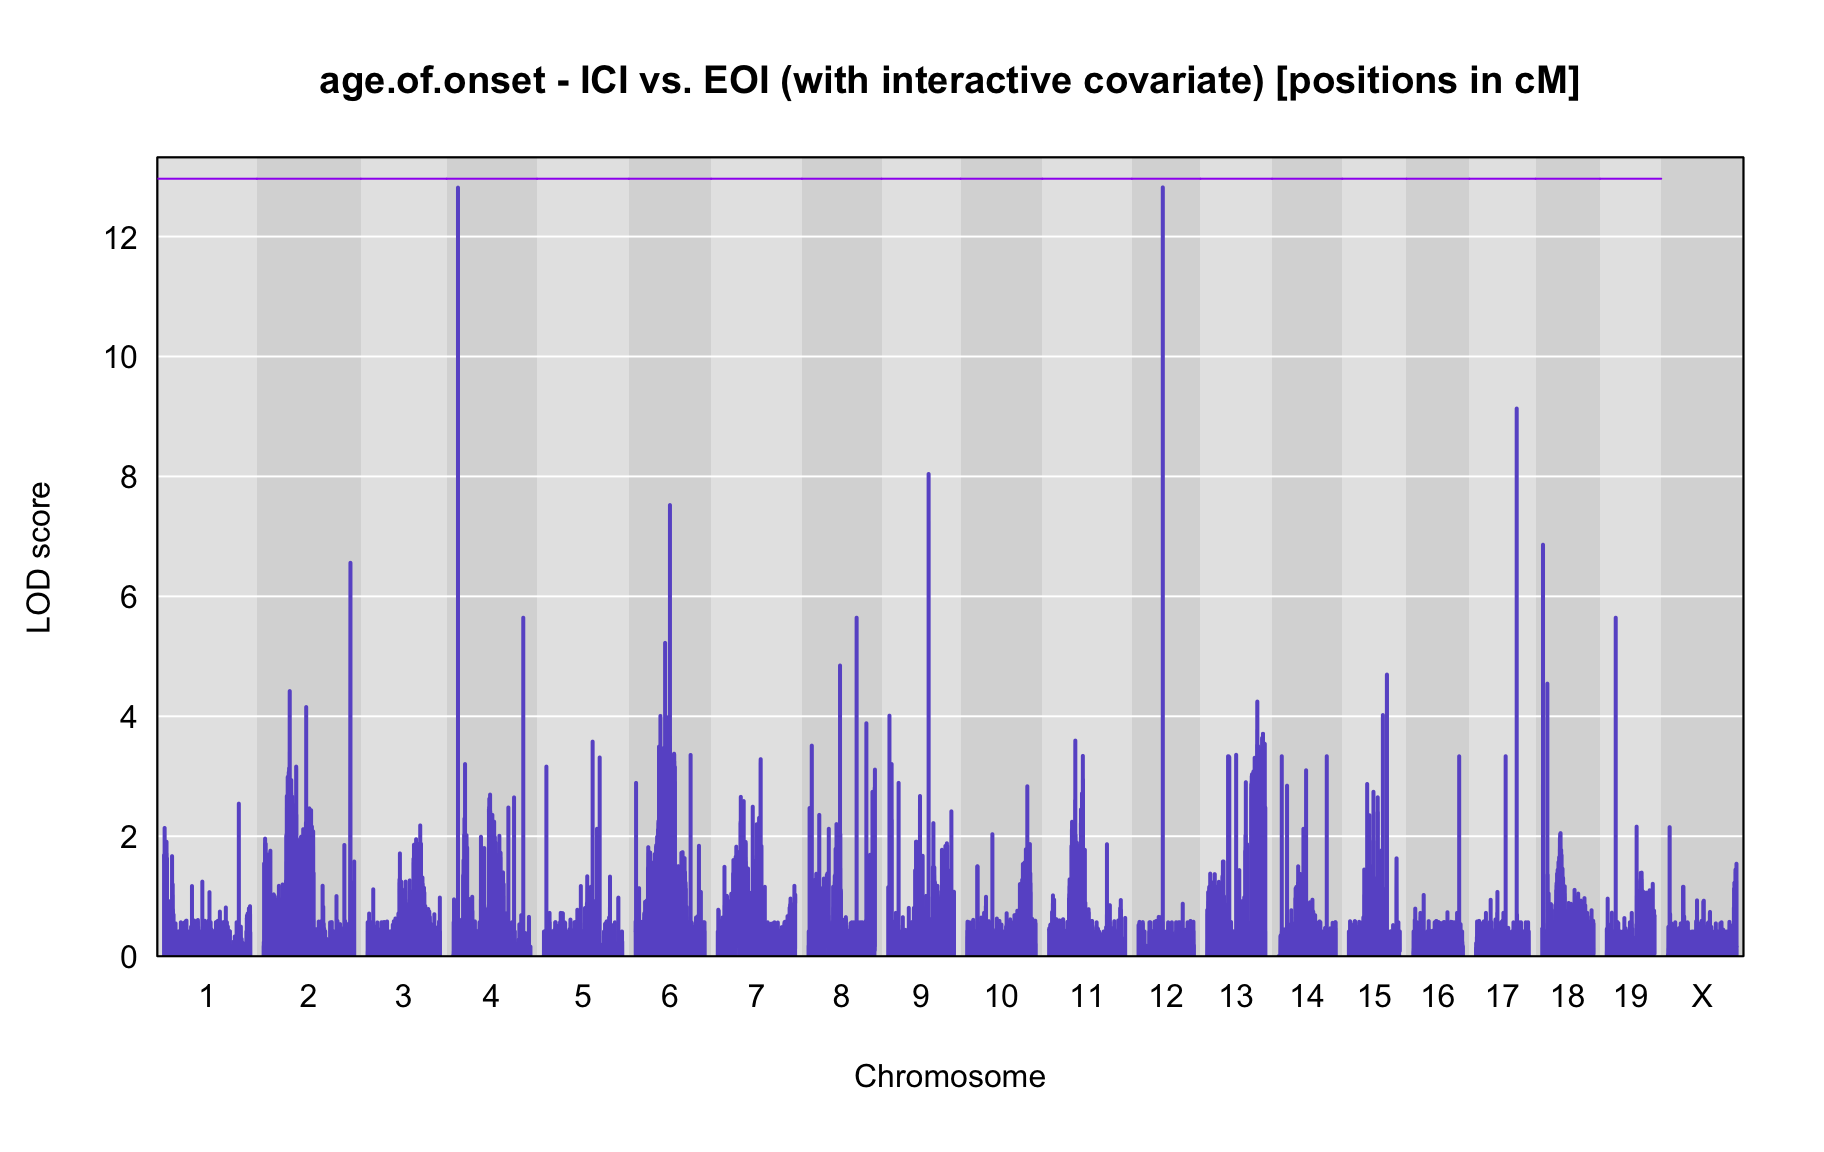 age.of.onset - ICI vs. EOI (with interactive covariate) [positions in cM]
LOD score
12
10
8
6
4
2
0
1 2 3 4 5 6 7 8 9 10 11 12 13 14 15 16 17 18 19 X
Chromosome